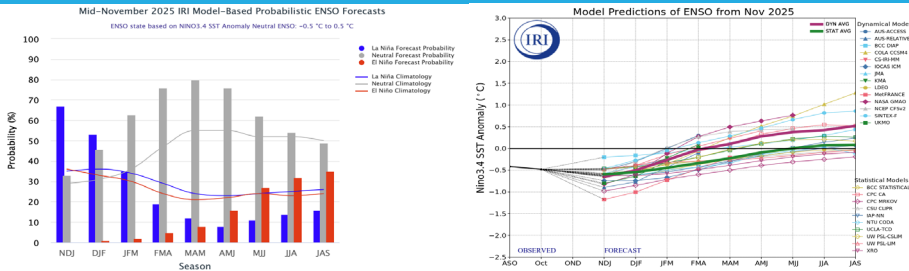 Mid-November 2025 IRI Model-Based Probabilistic ENSO Forecasts
ENSO state based on NINO3.4 SST Anomaly Neutral ENSO: -0.5 °C to 0.5 °C
Probability (%)
100
90
80
70
60
50
40
30
20
10
0
NDJ DJF JFM FMA MAM AMJ MJJ JJA JAS
Season
La Niña Forecast Probability
Neutral Forecast Probability
El Niño Forecast Probability
La Niña Climatology
Neutral Climatology
El Niño Climatology
Model Predictions of ENSO from Nov 2025
IRI
Nino3.4 SST Anomaly (°C)
3.0
2.5
2.0
1.5
1.0
0.5
0.0
−0.5
−1.0
−1.5
−2.0
−2.5
OBSERVED FORECAST
ASO Oct OND NDJ DJF JFM FMA MAM AMJ MJJ JJA JAS
DYN AVG
STAT AVG
Dynamical Mode
AUS-ACCESS
AUS-RELATIVE
BCC DIAP
COLA CCSM4
CS-IRI-MM
IOCAS ICM
JMA
KMA
LDEO
MetFRANCE
NASA GMAO
NCEP CFSv2
SINTEX-F
UKMO
Statistical Models
BCC STATISTICAL
CPC CA
CPC MRKOV
CSU CLIPR
IAP-NN
NTU CODA
UCLA-TCD
UW PSL-CSLIM
UW PSL-LIM
XRO